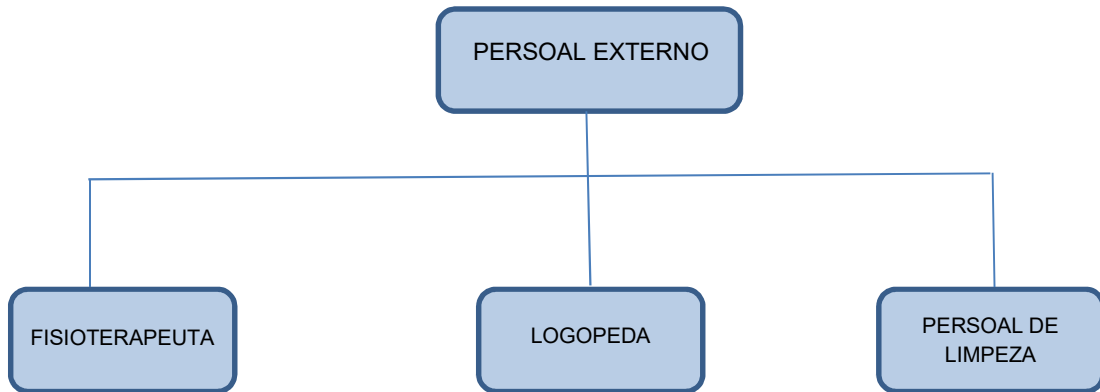 PERSOAL EXTERNO
FISIOTERAPEUTA
LOGOPEDA
PERSOAL DE
LIMPEZA